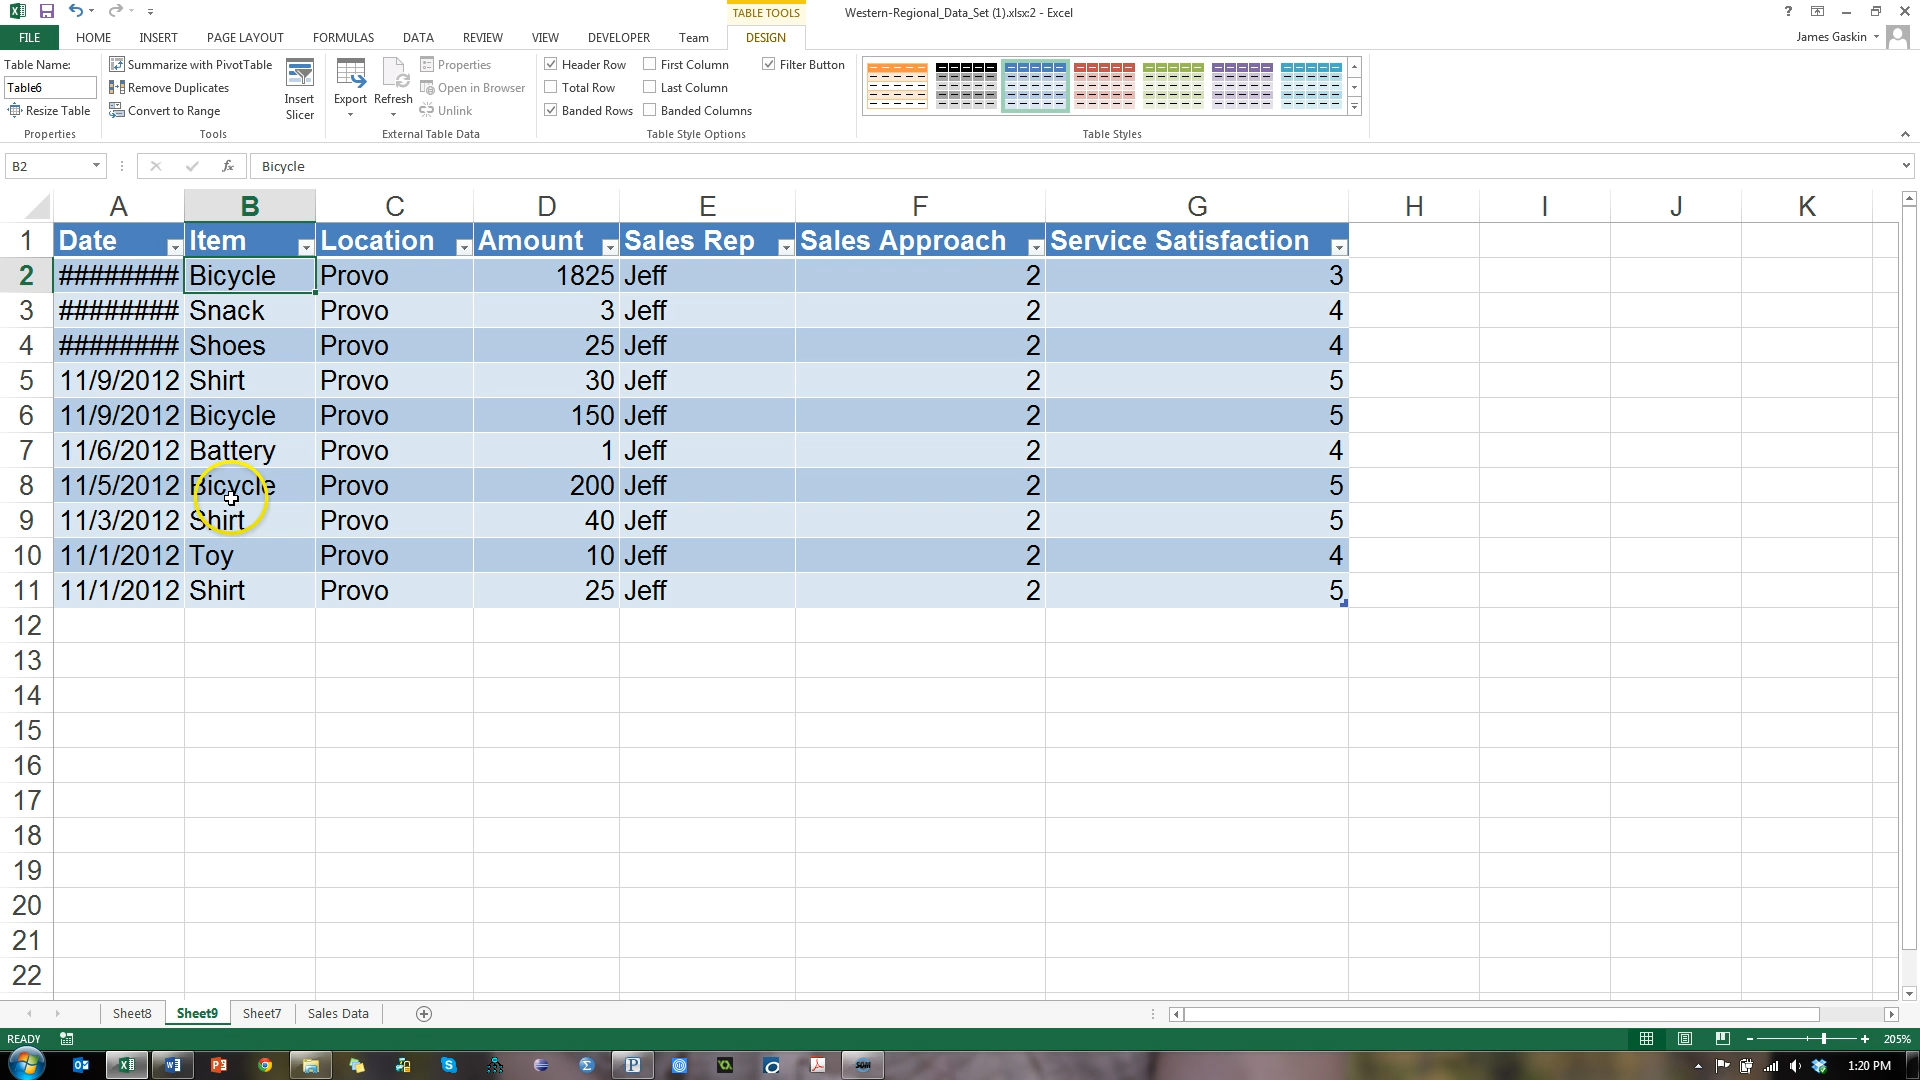 TABLE TOOLS
Western-Regional_Data_Set (1).xlsx:2 - Excel
FILE HOME INSERT PAGE LAYOUT FORMULAS DATA REVIEW VIEW DEVELOPER Team DESIGN James Gaskin
Table Name:
Table6
Resize Table
Properties
Summarize with PivotTable
Remove Duplicates
Convert to Range
Insert
Slicer
Tools
Export
Refresh
Properties
Open in Browser
Unlink
External Table Data
Header Row
Total Row
Banded Rows
First Column
Last Column
Banded Columns
Filter Button
Table Style Options
Table Styles
B2 fx Bicycle
A B C D E F G H I J K
1 Date Item Location Amount Sales Rep Sales Approach Service Satisfaction
2 ######## Bicycle Provo 1825 Jeff 2 3
3 ######## Snack Provo 3 Jeff 2 4
4 ######## Shoes Provo 25 Jeff 2 4
5 11/9/2012 Shirt Provo 30 Jeff 2 5
6 11/9/2012 Bicycle Provo 150 Jeff 2 5
7 11/6/2012 Battery Provo 1 Jeff 2 4
8 11/5/2012 Bicycle Provo 200 Jeff 2 5
9 11/3/2012 Shirt Provo 40 Jeff 2 5
10 11/1/2012 Toy Provo 10 Jeff 2 4
11 11/1/2012 Shirt Provo 25 Jeff 2 5
12
13
14
15
16
17
18
19
20
21
22
Sheet8 Sheet9 Sheet7 Sales Data
READY 205%
1:20 PM